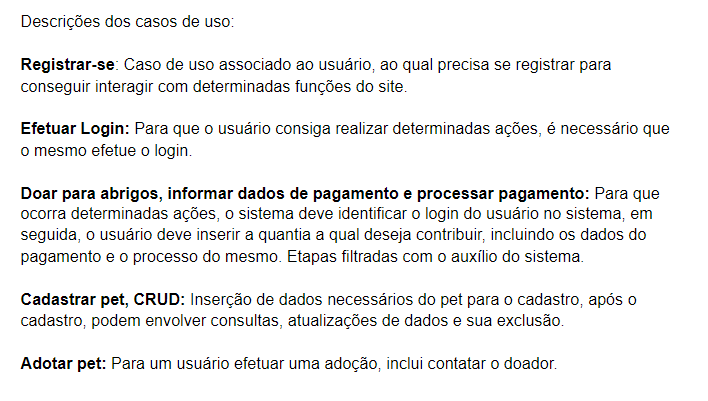 Descrições dos casos de uso:
Registrar-se: Caso de uso associado ao usuário, ao qual precisa se registrar para
conseguir interagir com determinadas funções do site.
Efetuar Login: Para que o usuário consiga realizar determinadas ações, é necessário que
o mesmo efetue o login.
Doar para abrigos, informar dados de pagamento e processar pagamento: Para que
ocorra determinadas ações, o sistema deve identificar o login do usuário no sistema, em
seguida, o usuário deve inserir a quantia a qual deseja contribuir, incluindo os dados do
pagamento e o processo do mesmo. Etapas filtradas com o auxílio do sistema.
Cadastrar pet, CRUD: Inserção de dados necessários do pet para o cadastro, após o
cadastro, podem envolver consultas, atualizações de dados e sua exclusão.
Adotar pet: Para um usuário efetuar uma adoção, inclui contatar o doador.